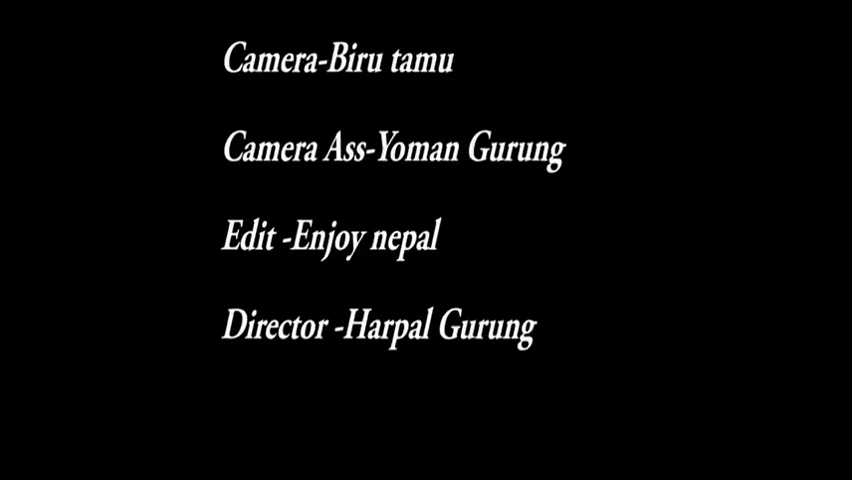 Camera-Biru tamu
Camera Ass-Yoman Gurung
Edit -Enjoy nepal
Director -Harpal Gurung